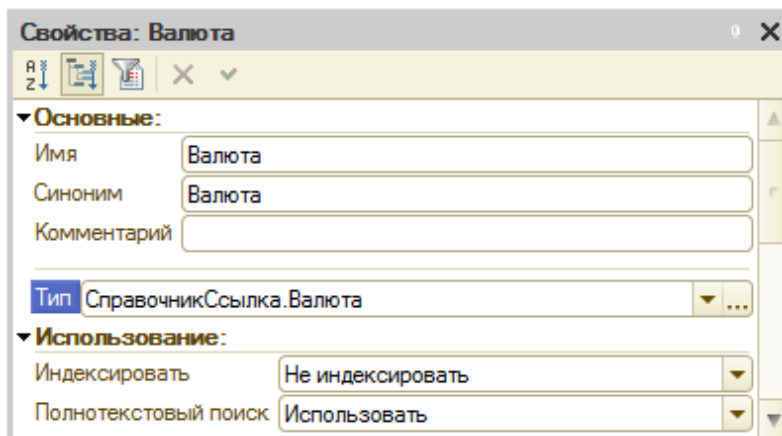 Свойства: Валюта
Основные:
Имя Валюта
Синоним Валюта
Комментарий
Тип СправочникСсылка.Валюта ...
Использование:
Индексировать Не индексировать
Полнотекстовый поиск Использовать